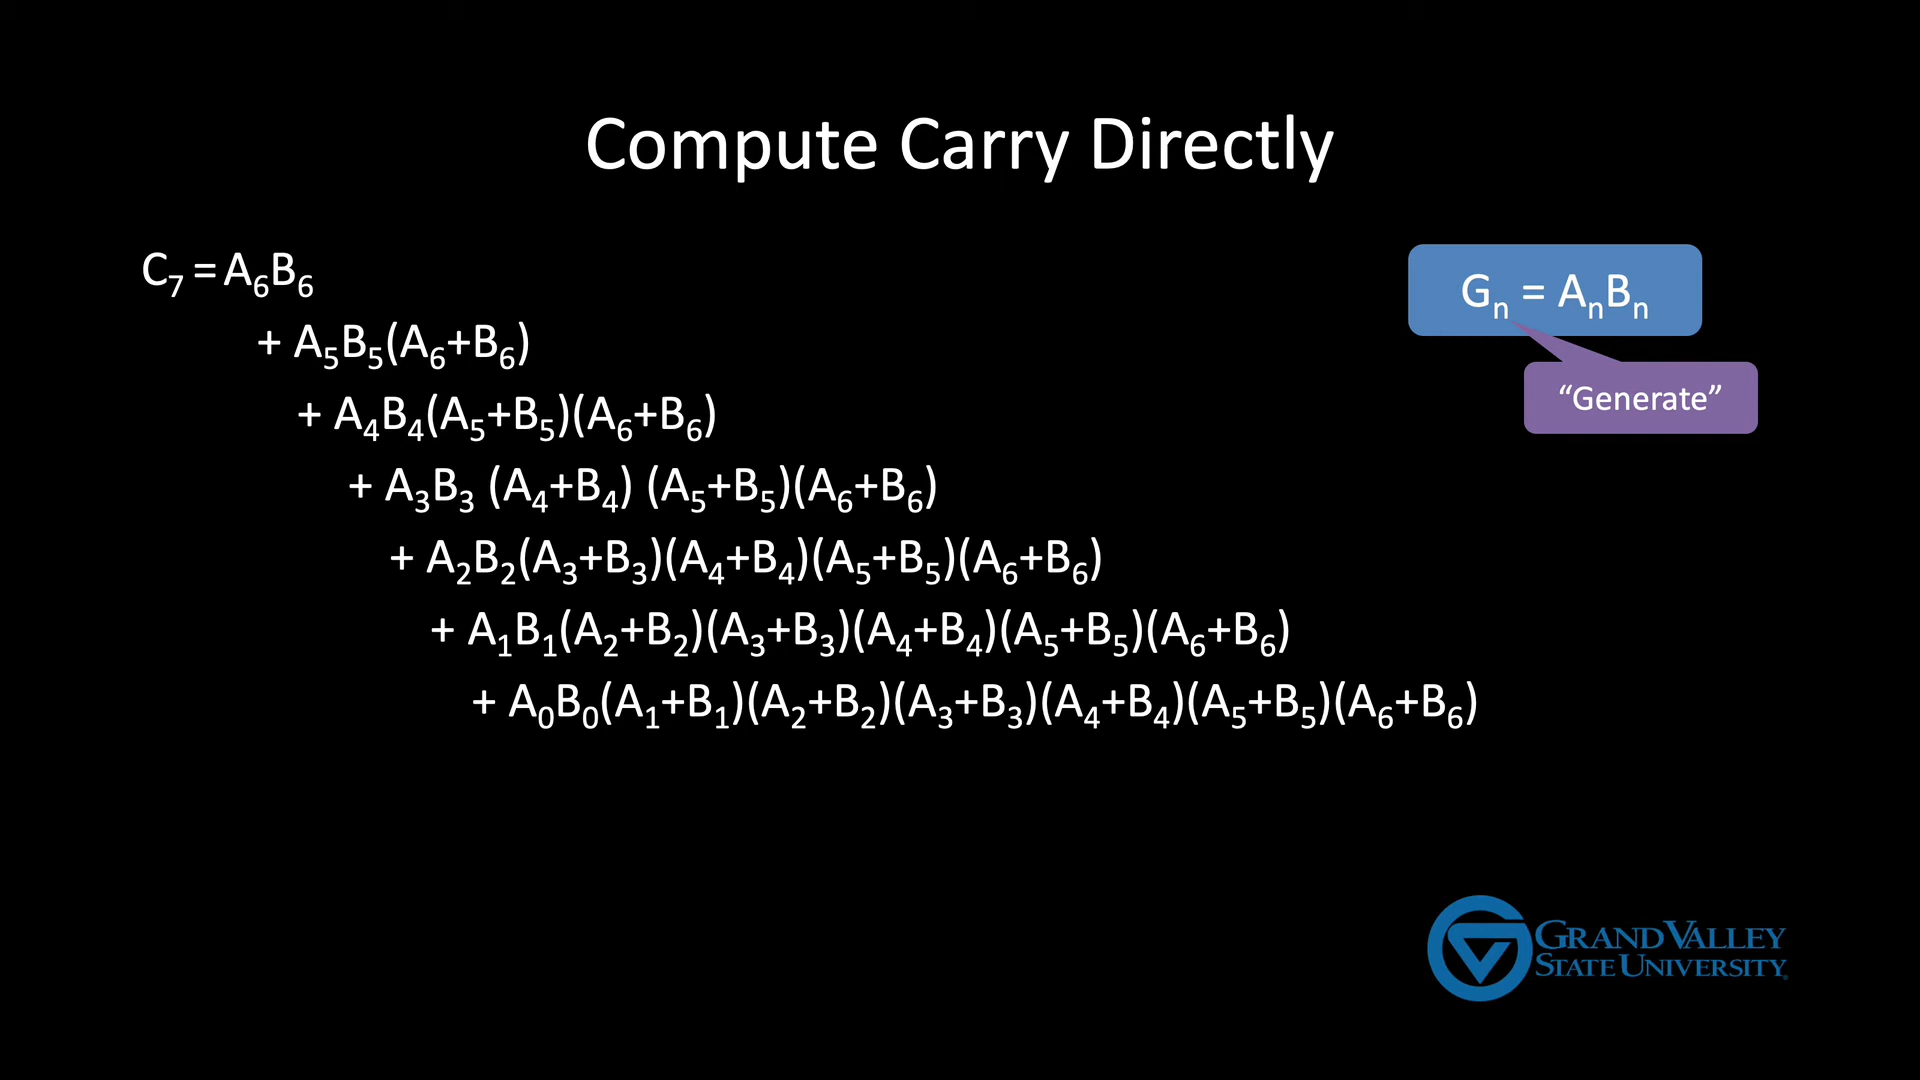 Compute Carry Directly
C₇ = A₆B₆
+ A₅B₅(A₆+B₆)
+ A₄B₄(A₅+B₅)(A₆+B₆)
+ A₃B₃ (A₄+B₄) (A₅+B₅)(A₆+B₆)
+ A₂B₂(A₃+B₃)(A₄+B₄)(A₅+B₅)(A₆+B₆)
+ A₁B₁(A₂+B₂)(A₃+B₃)(A₄+B₄)(A₅+B₅)(A₆+B₆)
+ A₀B₀(A₁+B₁)(A₂+B₂)(A₃+B₃)(A₄+B₄)(A₅+B₅)(A₆+B₆)
Gₙ = AₙBₙ
“Generate”
GRAND VALLEY
STATE UNIVERSITY